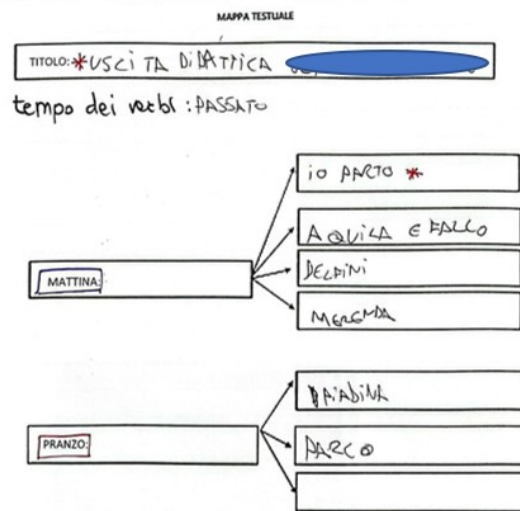 MAPPA TESTUALE
TITOLO: *USCITA DIDATTICA
tempo dei verbi: PASSATO
IO PARTO *
AQUILA E FALCO
MATTINA:
DELFINI
MERENDA
PIADINA
PRANZO:
PARCO